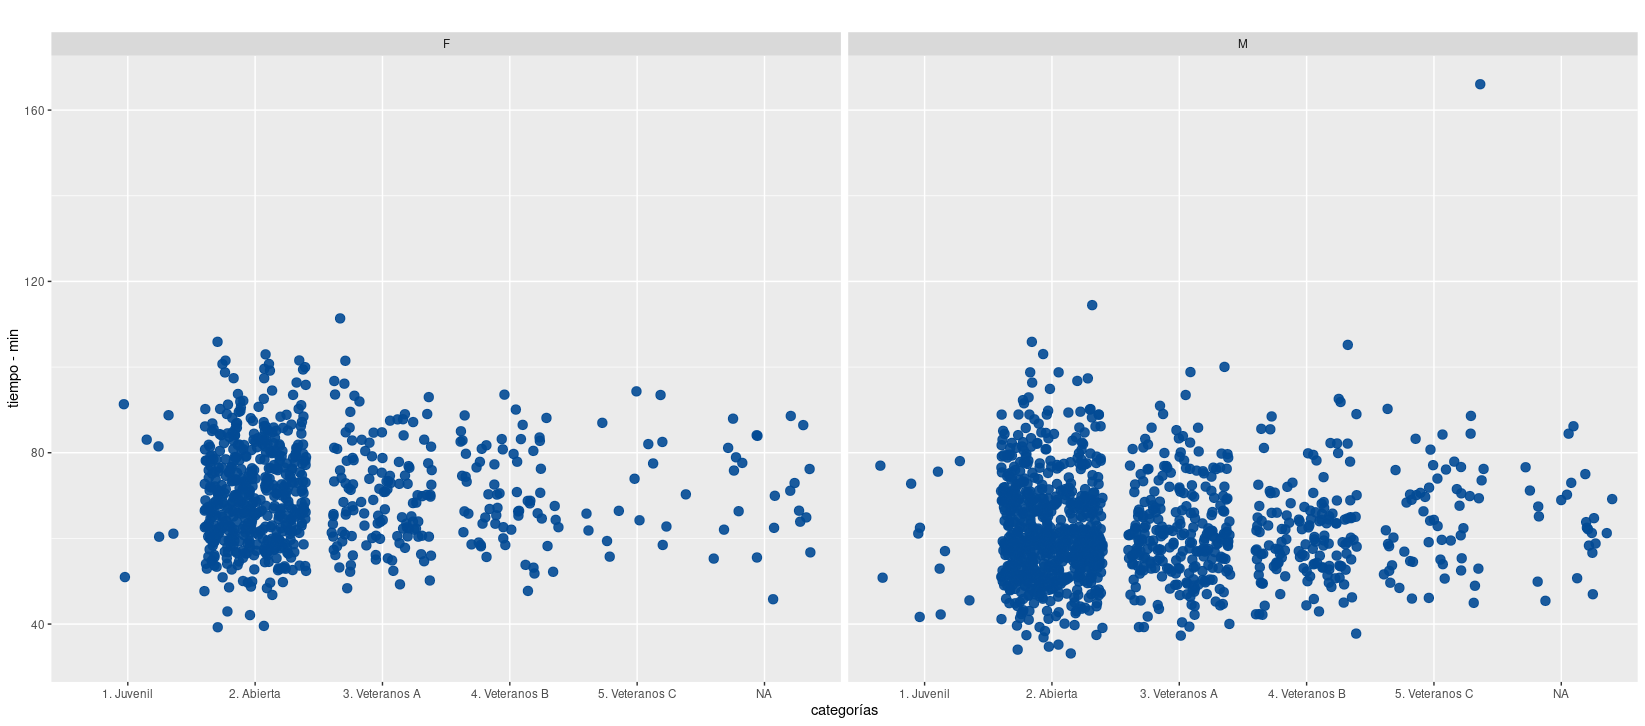 F
M
160
120
80
40
tiempo - min
1. Juvenil
2. Abierta
3. Veteranos A
4. Veteranos B
5. Veteranos C
NA
1. Juvenil
2. Abierta
3. Veteranos A
4. Veteranos B
5. Veteranos C
NA
categorías